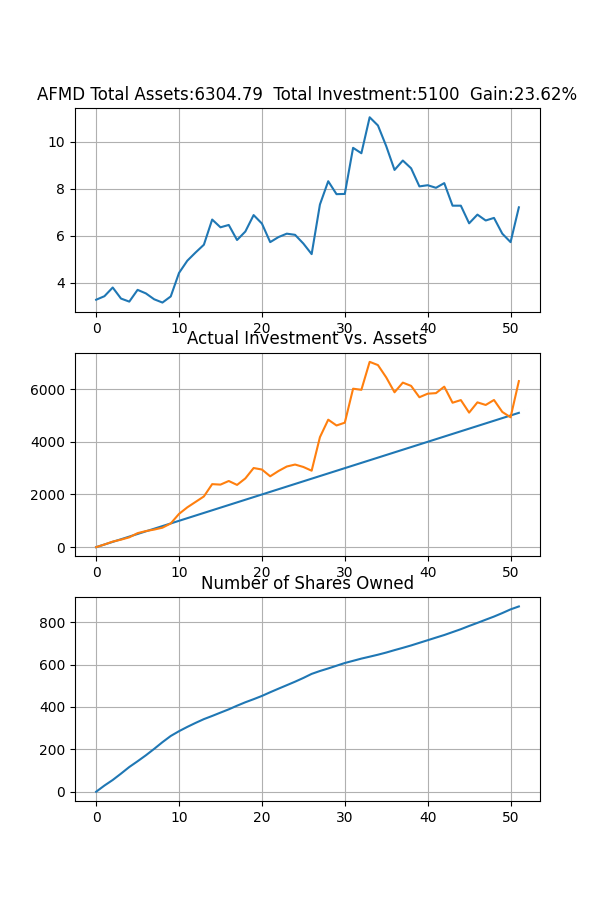 AFMD Total Assets:6304.79  Total Investment:5100  Gain:23.62%
10
8
6
4
0 10 20 30 40 50
Actual Investment vs. Assets
6000
4000
2000
0
0 10 20 30 40 50
Number of Shares Owned
800
600
400
200
0
0 10 20 30 40 50